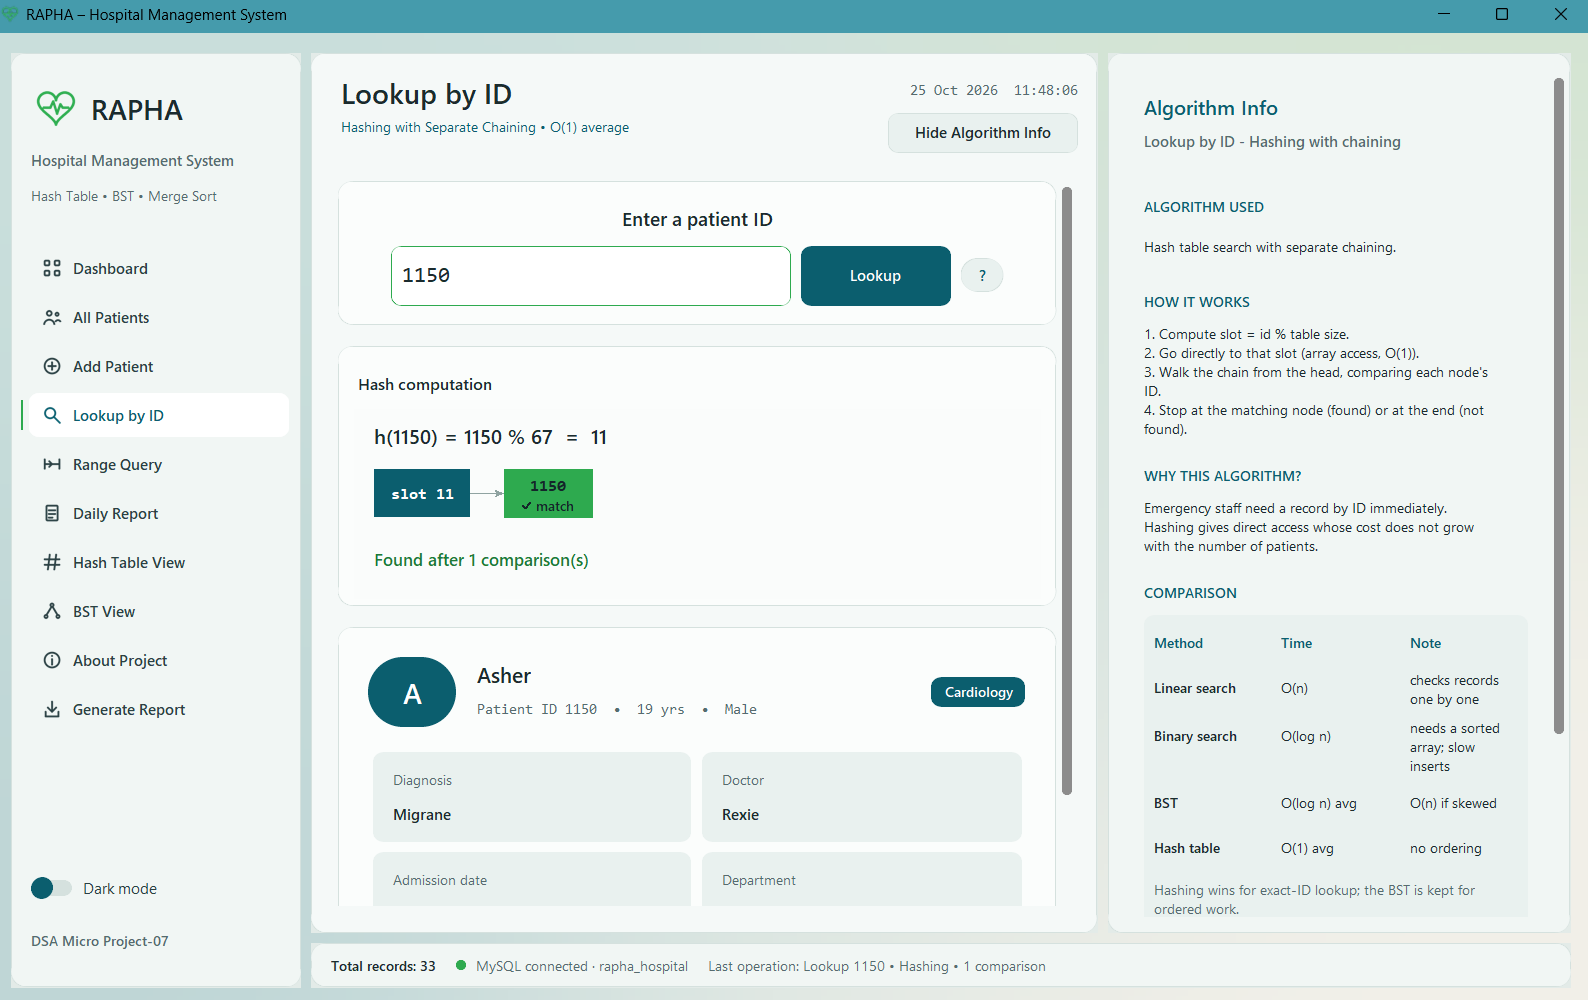 RAPHA – Hospital Management System
RAPHA
Hospital Management System
Hash Table • BST • Merge Sort
Dashboard
All Patients
Add Patient
Lookup by ID
Range Query
Daily Report
Hash Table View
BST View
About Project
Generate Report
Dark mode
DSA Micro Project-07
Lookup by ID
Hashing with Separate Chaining • O(1) average
25 Oct 2026 11:48:06
Hide Algorithm Info
Enter a patient ID
1150
Lookup
?
Hash computation
h(1150) = 1150 % 67 = 11
slot 11
1150
✓ match
Found after 1 comparison(s)
A
Asher
Patient ID 1150 • 19 yrs • Male
Cardiology
Diagnosis
Migrane
Doctor
Rexie
Admission date
Department
Algorithm Info
Lookup by ID - Hashing with chaining
ALGORITHM USED
Hash table search with separate chaining.
HOW IT WORKS
1. Compute slot = id % table size.
2. Go directly to that slot (array access, O(1)).
3. Walk the chain from the head, comparing each node's
ID.
4. Stop at the matching node (found) or at the end (not
found).
WHY THIS ALGORITHM?
Emergency staff need a record by ID immediately.
Hashing gives direct access whose cost does not grow
with the number of patients.
COMPARISON
Method Time Note
Linear search O(n) checks records
one by one
Binary search O(log n) needs a sorted
array; slow
inserts
BST O(log n) avg O(n) if skewed
Hash table O(1) avg no ordering
Hashing wins for exact-ID lookup; the BST is kept for
ordered work.
Total records: 33 MySQL connected · rapha_hospital Last operation: Lookup 1150 • Hashing • 1 comparison